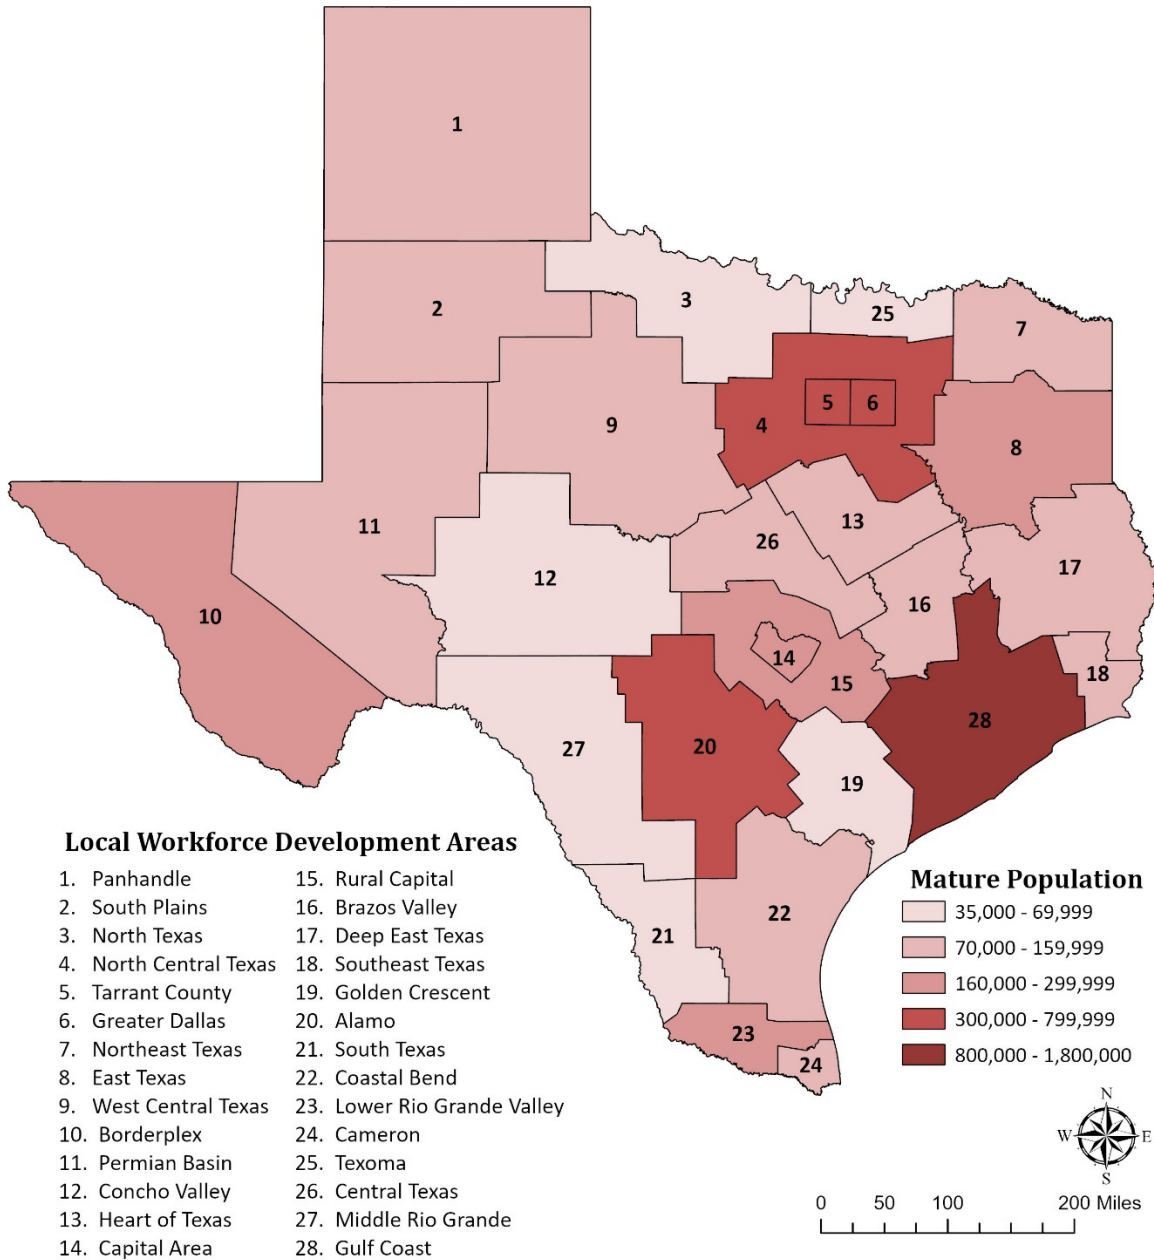 1
2
3
25
7
5
6
4
9
8
11
13
26
12
17
16
10
14
18
15
28
20
27
19
22
21
23
24
Local Workforce Development Areas
1. Panhandle
2. South Plains
3. North Texas
4. North Central Texas
5. Tarrant County
6. Greater Dallas
7. Northeast Texas
8. East Texas
9. West Central Texas
10. Borderplex
11. Permian Basin
12. Concho Valley
13. Heart of Texas
14. Capital Area
15. Rural Capital
16. Brazos Valley
17. Deep East Texas
18. Southeast Texas
19. Golden Crescent
20. Alamo
21. South Texas
22. Coastal Bend
23. Lower Rio Grande Valley
24. Cameron
25. Texoma
26. Central Texas
27. Middle Rio Grande
28. Gulf Coast
Mature Population
35,000 - 69,999
70,000 - 159,999
160,000 - 299,999
300,000 - 799,999
800,000 - 1,800,000
N
W E
S
0 50 100 200 Miles